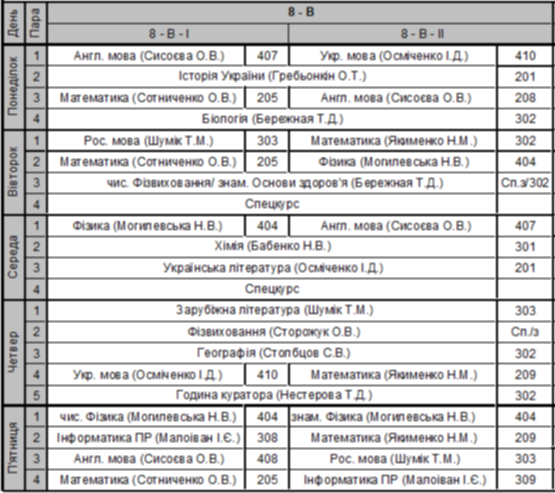 День Пара 8 - В
8 - В - І 8 - В - ІІ
Понеділок
1 Англ. мова (Сисоєва О.В.) 407 Укр. мова (Осміченко І.Д.) 410
2 Історія України (Гребьонкін О.Т.) 201
3 Математика (Сотниченко О.В.) 205 Англ. мова (Сисоєва О.В.) 208
4 Біологія (Бережная Т.Д.) 302
Вівторок
1 Рос. мова (Шумік Т.М.) 303 Математика (Якименко Н.М.) 302
2 Математика (Сотниченко О.В.) 205 Фізика (Могилевська Н.В.) 404
3 чис. Фізвиховання/ знам. Основи здоров'я (Бережная Т.Д.) Сп.з/302
4 Спецкурс
Середа
1 Фізика (Могилевська Н.В.) 404 Англ. мова (Сисоєва О.В.) 407
2 Хімія (Бабенко Н.В.) 301
3 Українська література (Осміченко І.Д.) 201
4 Спецкурс
Четвер
1 Зарубіжна література (Шумік Т.М.) 303
2 Фізвиховання (Сторожук О.В.) Сп./з
3 Географія (Столбцов С.В.) 302
4 Укр. мова (Осміченко І.Д.) 410 Математика (Якименко Н.М.) 209
5 Година куратора (Нестерова Т.Д.) 302
П'ятниця
1 чис. Фізика (Могилевська Н.В.) 404 знам. Фізика (Могилевська Н.В.) 404
2 Інформатика ПР (Малоіван І.Є.) 308 Математика (Якименко Н.М.) 209
3 Англ. мова (Сисоєва О.В.) 408 Рос. мова (Шумік Т.М.) 303
4 Математика (Сотниченко О.В.) 205 Інформатика ПР (Малоіван І.Є.) 309